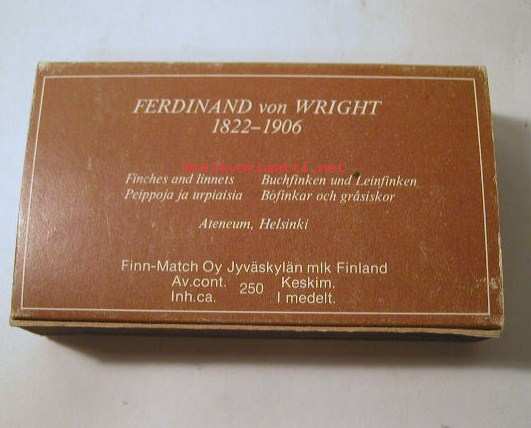 FERDINAND von WRIGHT
1822–1906
Finches and linnets Buchfinken und Leinfinken
Peippoja ja urpiaisia Bofinkar och gråsiskor
Ateneum, Helsinki
Finn-Match Oy Jyväskylän mlk Finland
Av.cont. 250 Keskim.
Inh.ca. I medelt.